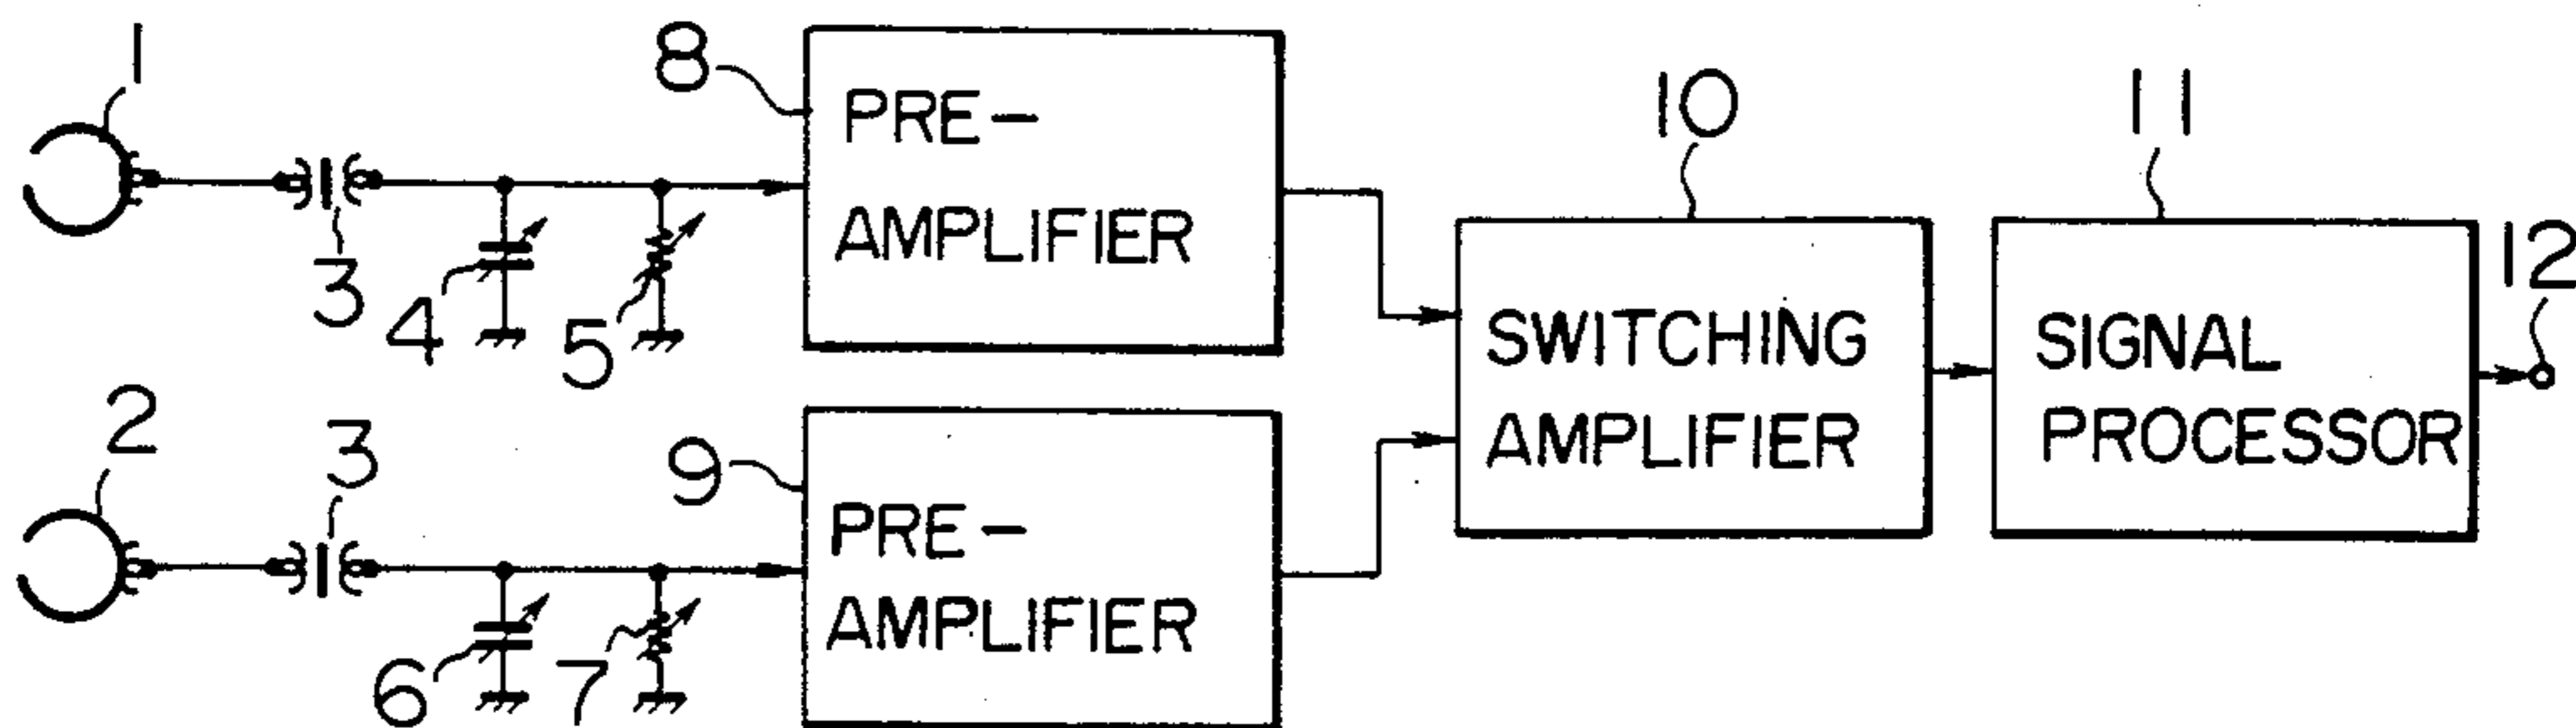 1
8
PRE-
AMPLIFIER
10
11
3
4
5
12
SWITCHING
AMPLIFIER
SIGNAL
PROCESSOR
2
3
9
PRE-
AMPLIFIER
6
7